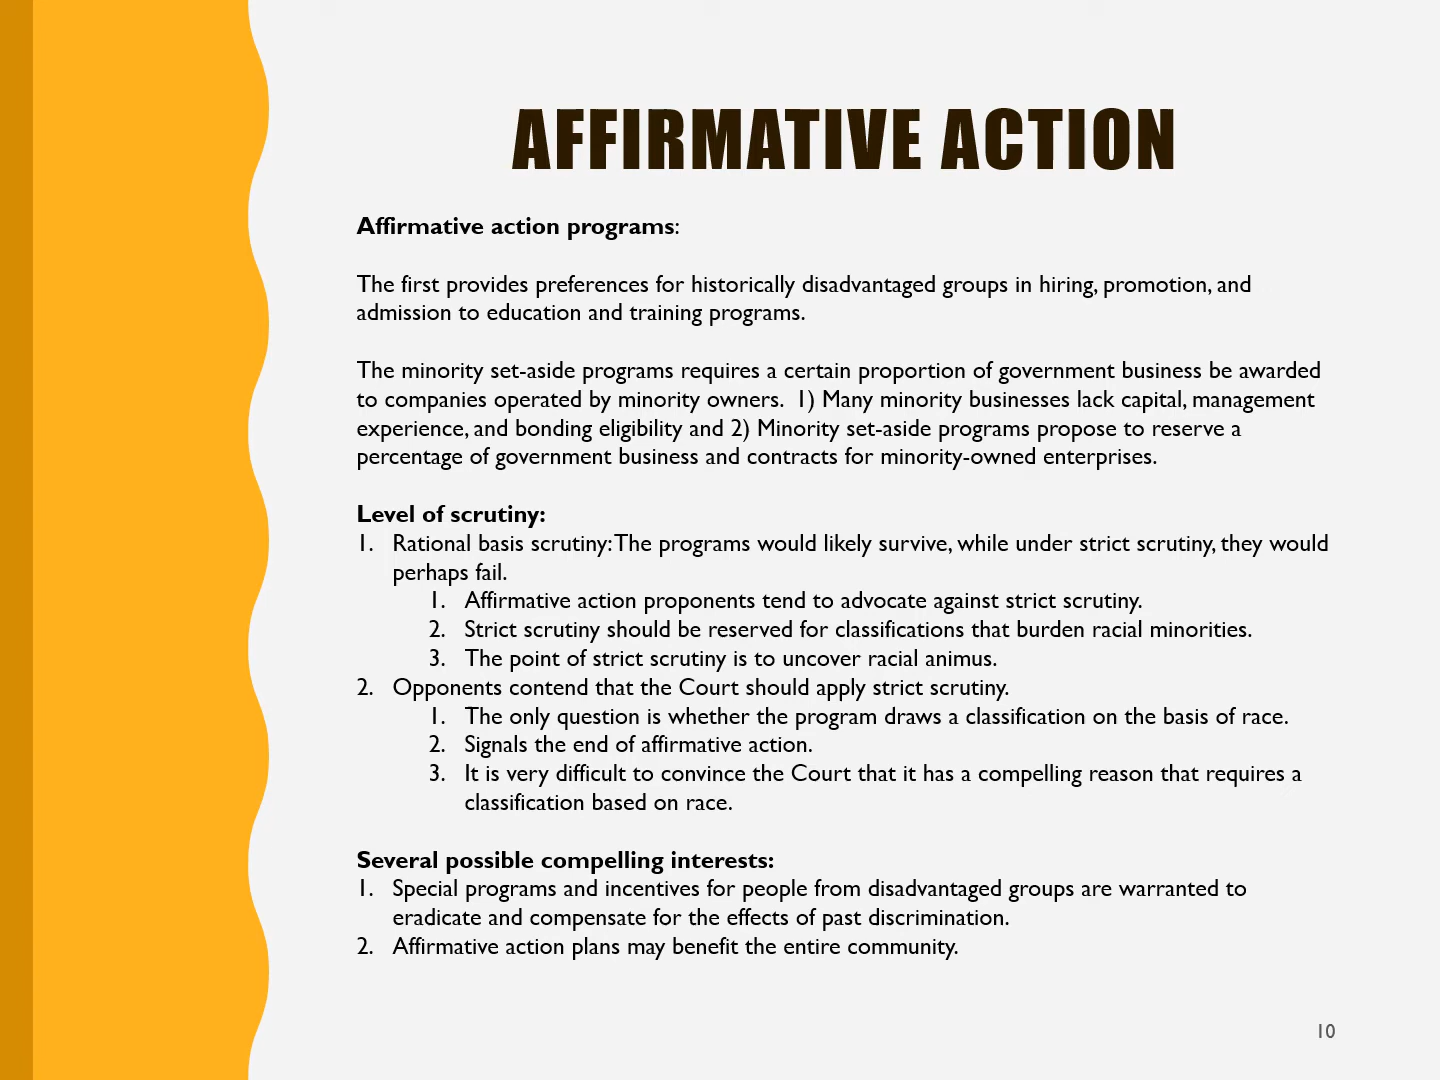 AFFIRMATIVE ACTION
Affirmative action programs:
The first provides preferences for historically disadvantaged groups in hiring, promotion, and
admission to education and training programs.
The minority set-aside programs requires a certain proportion of government business be awarded
to companies operated by minority owners.  1) Many minority businesses lack capital, management
experience, and bonding eligibility and 2) Minority set-aside programs propose to reserve a
percentage of government business and contracts for minority-owned enterprises.
Level of scrutiny:
1. Rational basis scrutiny: The programs would likely survive, while under strict scrutiny, they would
perhaps fail.
1. Affirmative action proponents tend to advocate against strict scrutiny.
2. Strict scrutiny should be reserved for classifications that burden racial minorities.
3. The point of strict scrutiny is to uncover racial animus.
2. Opponents contend that the Court should apply strict scrutiny.
1. The only question is whether the program draws a classification on the basis of race.
2. Signals the end of affirmative action.
3. It is very difficult to convince the Court that it has a compelling reason that requires a
classification based on race.
Several possible compelling interests:
1. Special programs and incentives for people from disadvantaged groups are warranted to
eradicate and compensate for the effects of past discrimination.
2. Affirmative action plans may benefit the entire community.
10